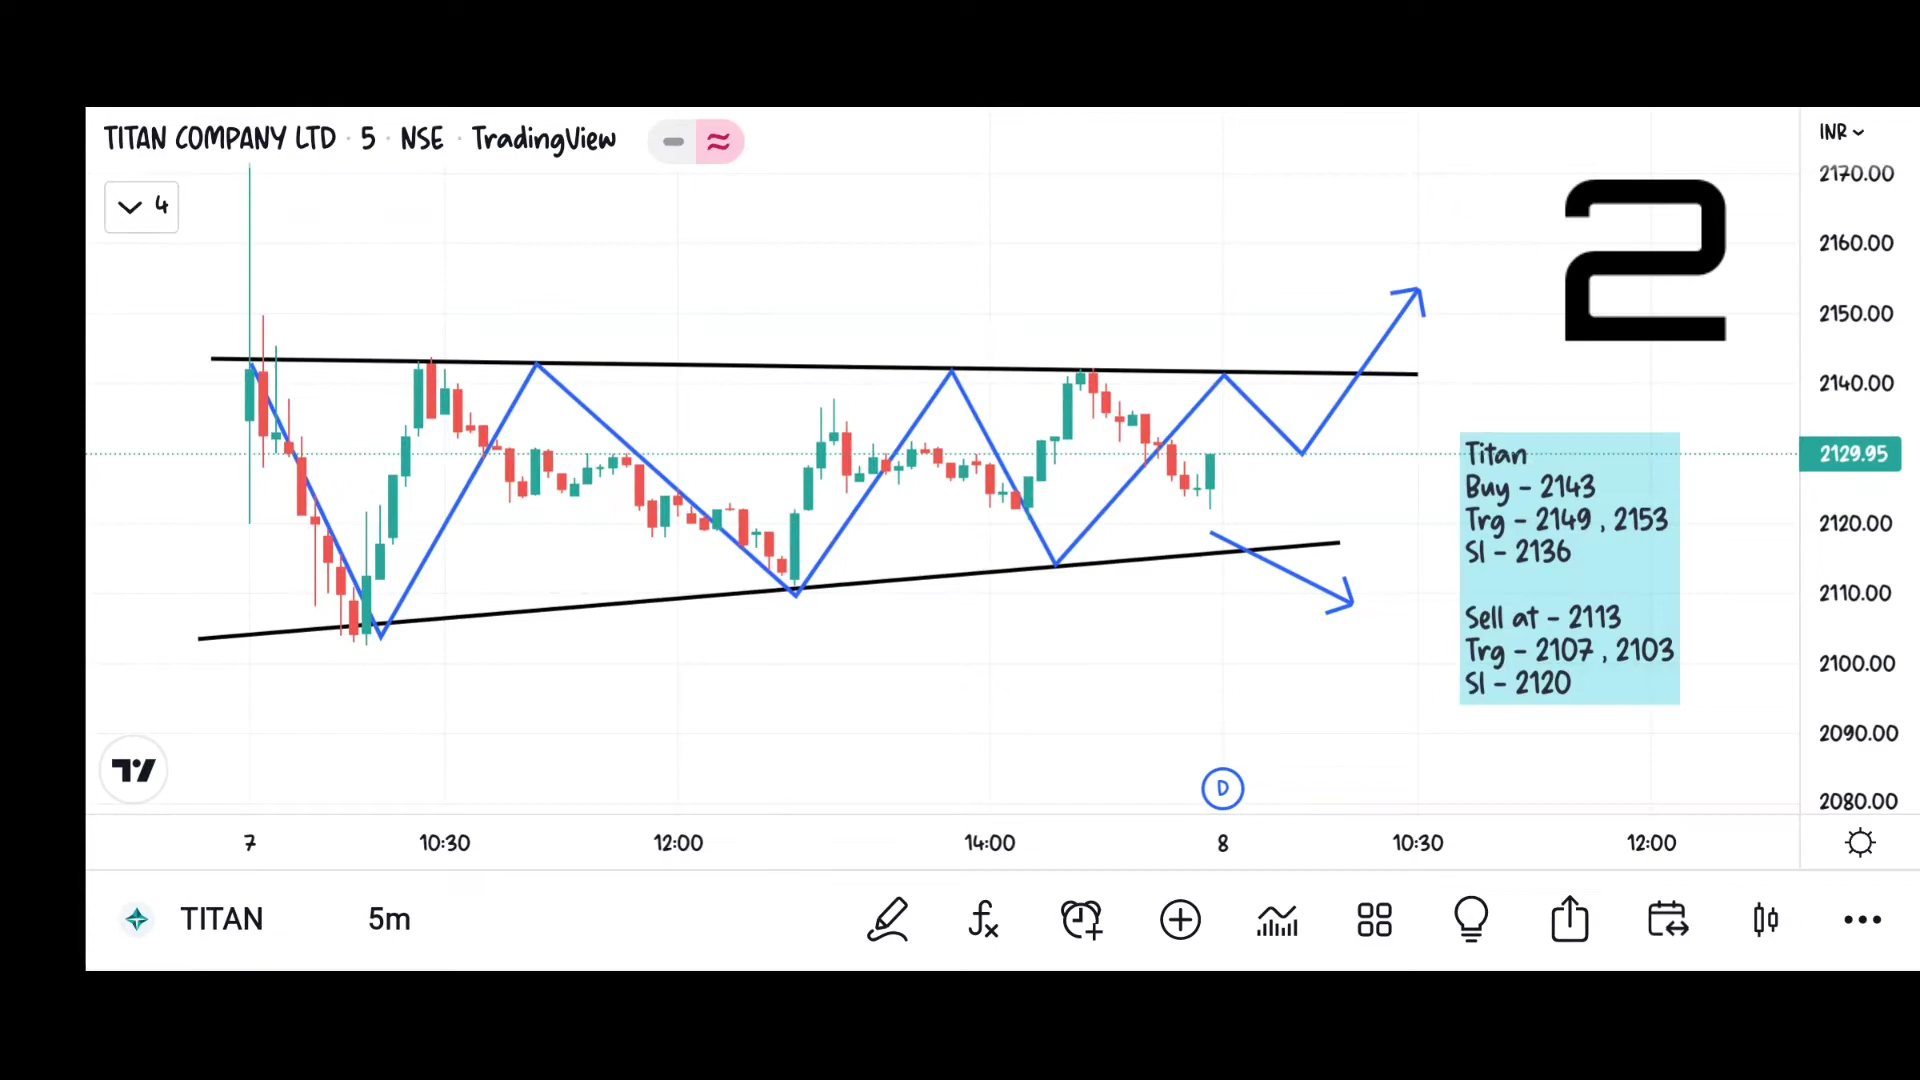 TITAN COMPANY LTD · 5 · NSE · TradingView
INR
4
2
2170.00
2160.00
2150.00
2140.00
2129.95
2120.00
2110.00
2100.00
2090.00
2080.00
Titan
Buy - 2143
Trg - 2149 , 2153
Sl - 2136
Sell at - 2113
Trg - 2107 , 2103
Sl - 2120
D
7 10:30 12:00 14:00 8 10:30 12:00
TITAN 5m